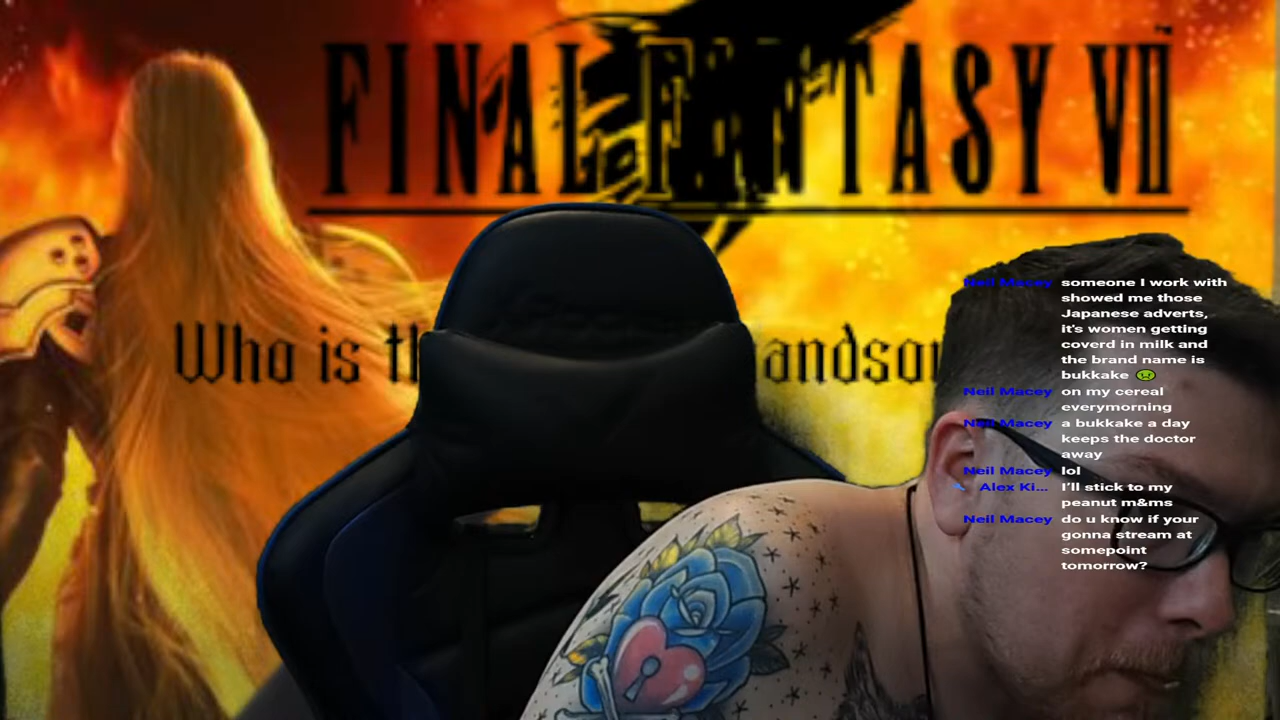 FINAL FANTASY VII
Who is th andso
Neil Macey someone I work with
showed me those
Japanese adverts,
it's women getting
coverd in milk and
the brand name is
bukkake 🤢
Neil Macey on my cereal
everymorning
Neil Macey a bukkake a day
keeps the doctor
away
Neil Macey lol
Alex Ki... I'll stick to my
peanut m&ms
Neil Macey do u know if your
gonna stream at
somepoint
tomorrow?